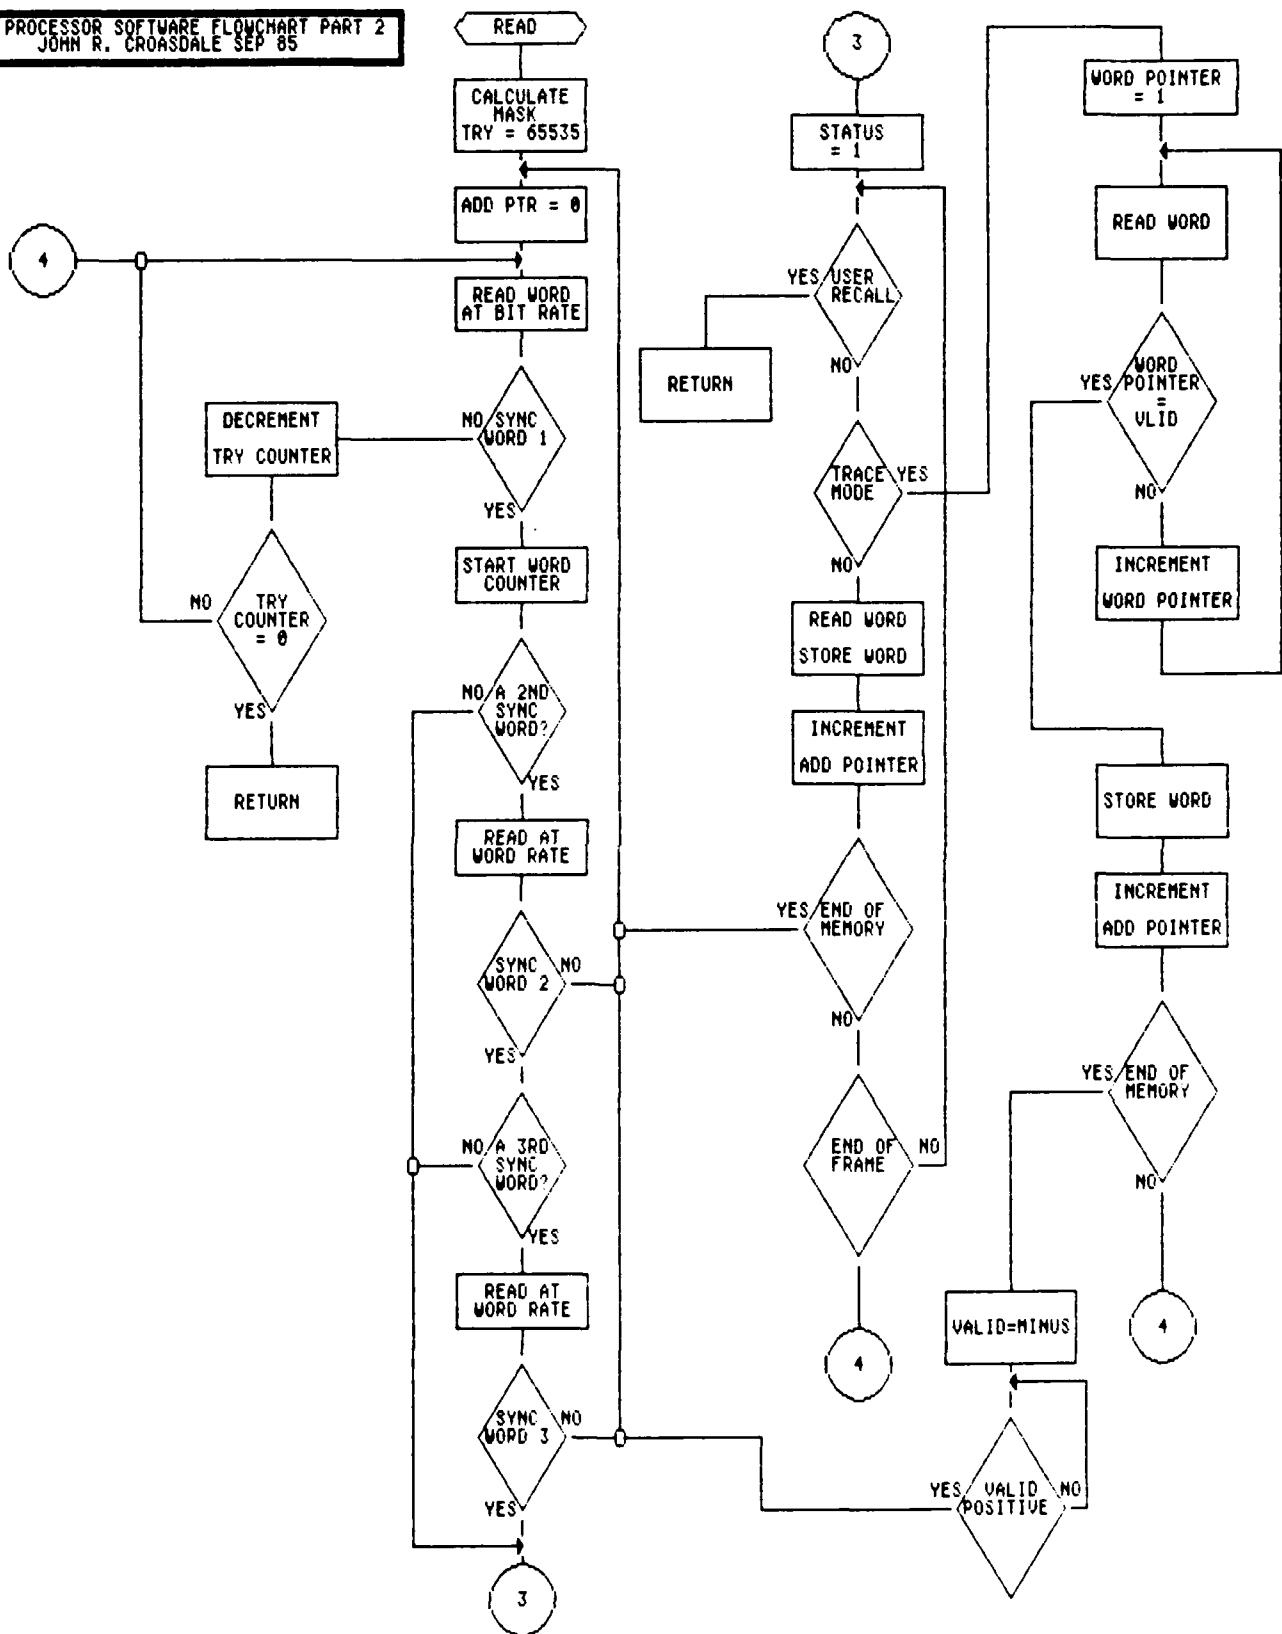 PROCESSOR SOFTWARE FLOWCHART PART 2
JOHN R. CROASDALE SEP 85
READ
CALCULATE
MASK
TRY = 65535
ADD PTR = 0
4
READ WORD
AT BIT RATE
NO
SYNC
WORD 1
YES
DECREMENT
TRY COUNTER
NO
TRY
COUNTER
= 0
YES
RETURN
START WORD
COUNTER
NO
A 2ND
SYNC
WORD?
YES
READ AT
WORD RATE
SYNC
WORD 2
NO
YES
NO
A 3RD
SYNC
WORD?
YES
READ AT
WORD RATE
SYNC
WORD 3
NO
YES
3
3
STATUS
= 1
YES
USER
RECALL
NO
RETURN
TRACE
MODE
YES
NO
READ WORD
STORE WORD
INCREMENT
ADD POINTER
YES
END OF
MEMORY
NO
END OF
FRAME
NO
4
WORD POINTER
= 1
READ WORD
YES
WORD
POINTER
=
VLID
NO
INCREMENT
WORD POINTER
STORE WORD
INCREMENT
ADD POINTER
YES
END OF
MEMORY
NO
4
VALID=MINUS
YES
VALID
POSITIVE
NO